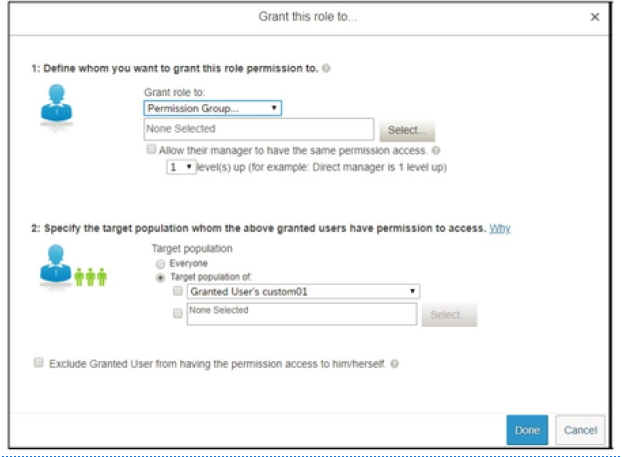 Grant this role to...
1: Define whom you want to grant this role permission to.
Grant role to:
Permission Group...
None Selected
Select...
Allow their manager to have the same permission access.
1 level(s) up (for example: Direct manager is 1 level up)
2: Specify the target population whom the above granted users have permission to access. Why
Target population
Everyone
Target population of:
Granted User's custom01
None Selected
Select...
Exclude Granted User from having the permission access to him/herself.
Done
Cancel